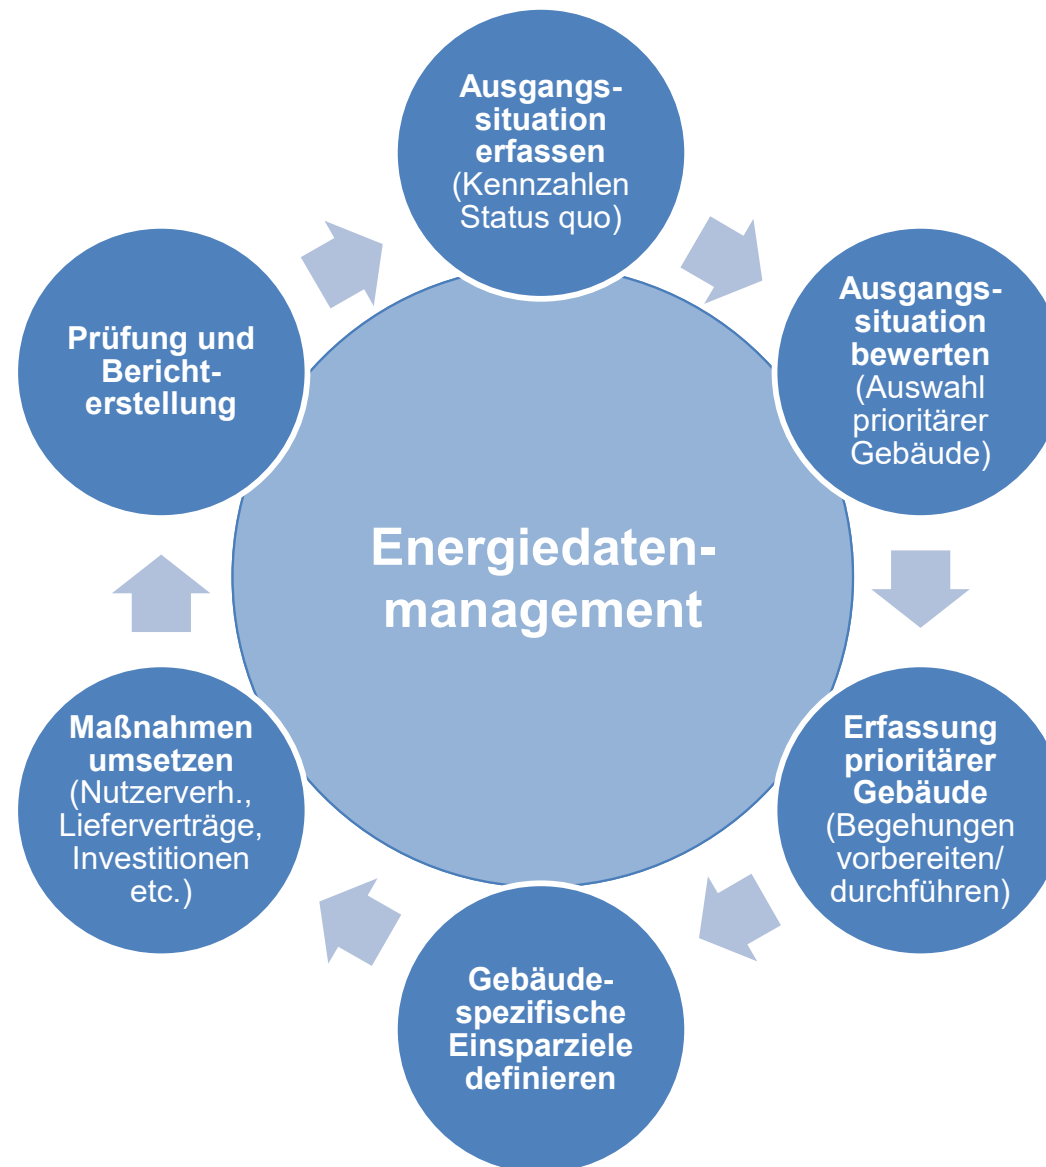 Ausgangs-
situation
erfassen
(Kennzahlen
Status quo)
Ausgangs-
situation
bewerten
(Auswahl
prioritärer
Gebäude)
Erfassung
prioritärer
Gebäude
(Begehungen
vorbereiten/
durchführen)
Gebäude-
spezifische
Einsparziele
definieren
Maßnahmen
umsetzen
(Nutzerverh.,
Lieferverträge,
Investitionen
etc.)
Prüfung und
Bericht-
erstellung
Energiedaten-
management